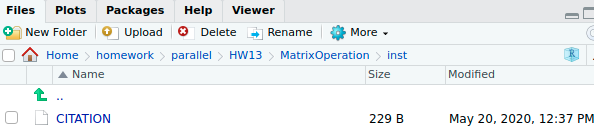 Files Plots Packages Help Viewer
New Folder Upload Delete Rename More
Home homework parallel HW13 MatrixOperation inst
Name Size Modified
..
CITATION 229 B May 20, 2020, 12:37 PM